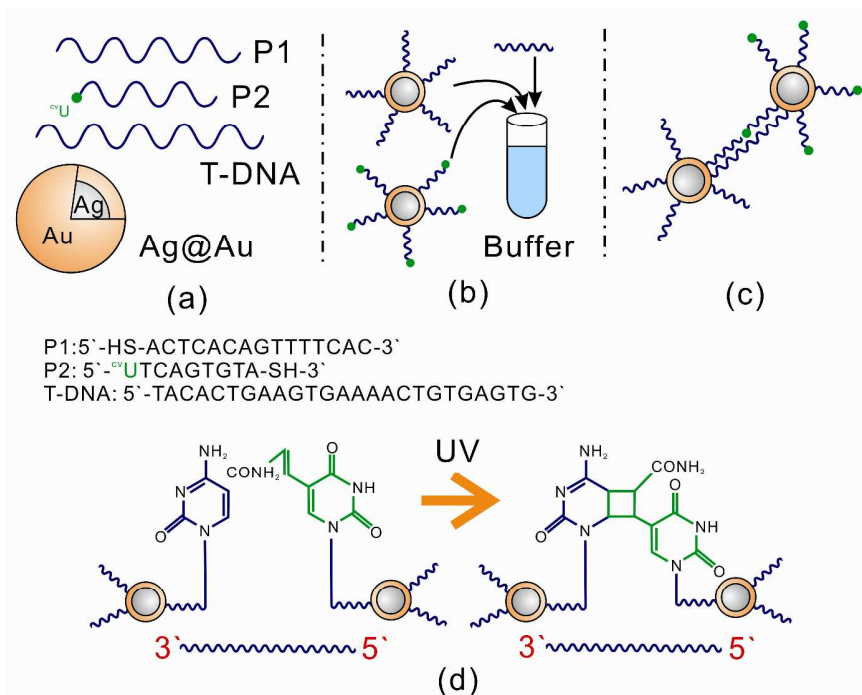 P1
cvU P2
T-DNA
Ag
Au
Ag@Au
(a)
Buffer
(b)
(c)
P1:5`-HS-ACTCACAGTTTTCAC-3`
P2: 5`-cvUTCAGTGTA-SH-3`
T-DNA: 5`-TACACTGAAGTGAAAACTGTGAGTG-3`
NH2
N
O
N
CONH2
O
NH
N
O
UV
NH2
CONH2
N
O
N
O
NH
N
O
3` 5`
3` 5`
(d)